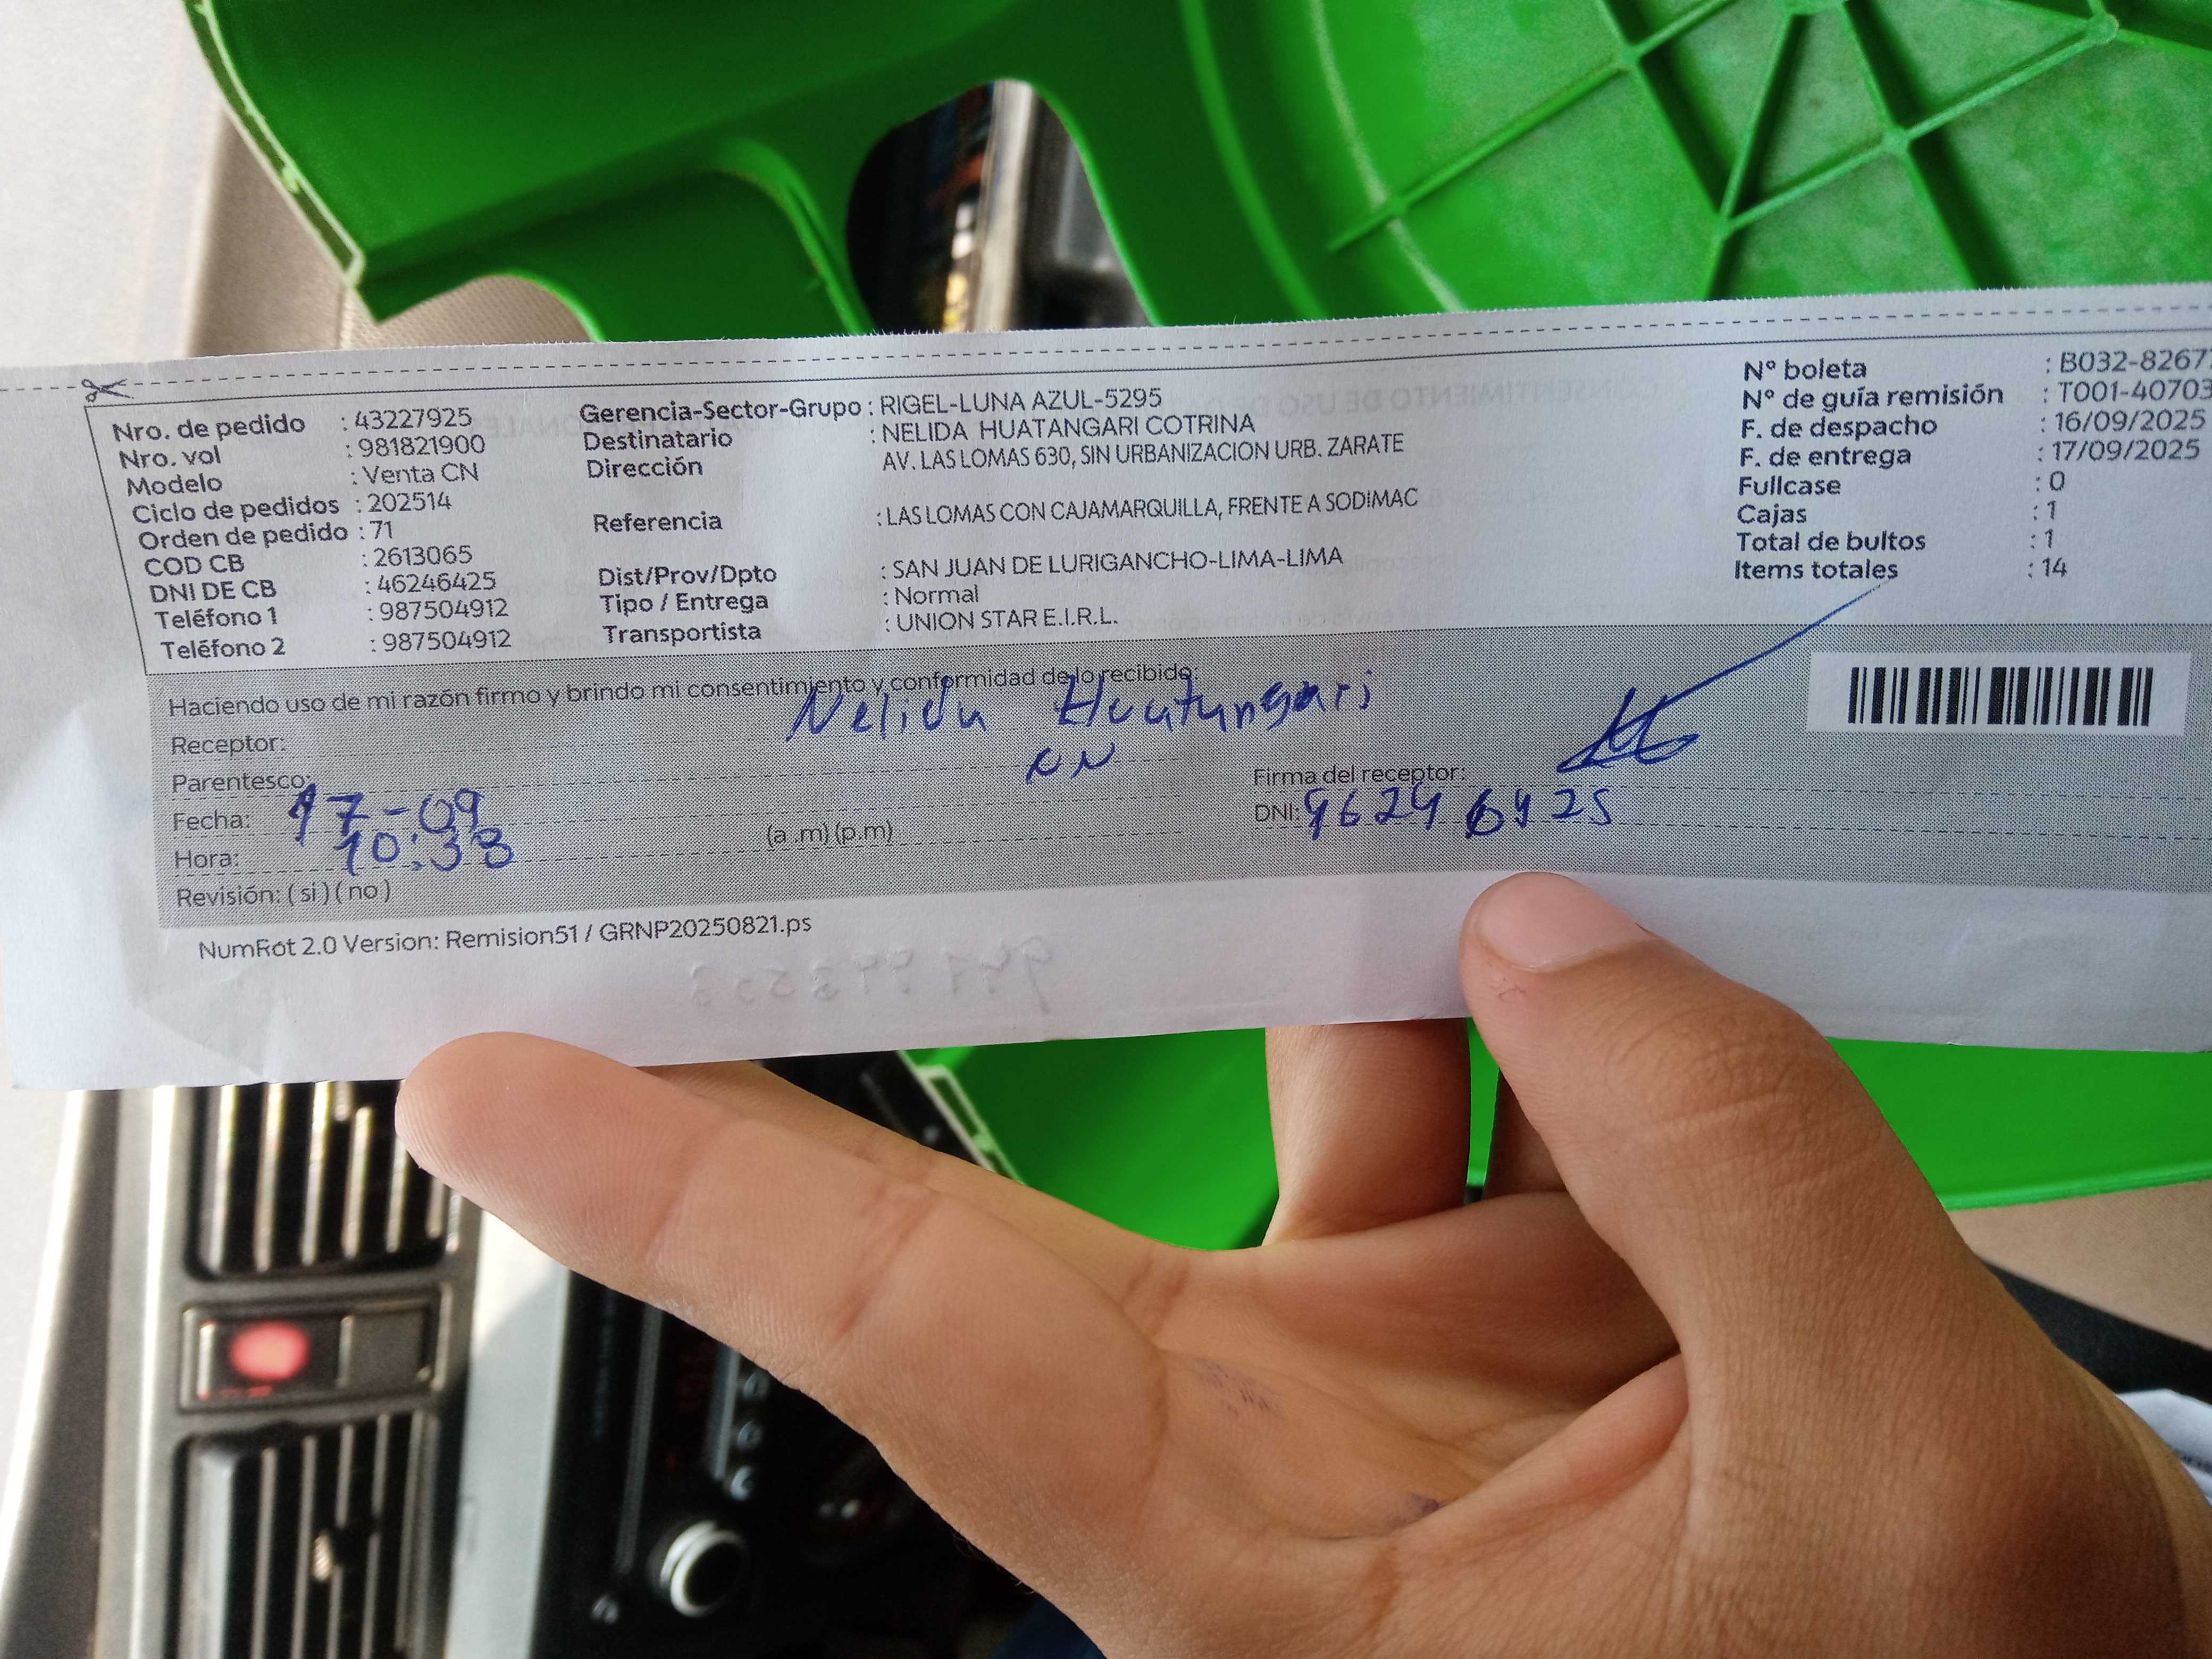 Nro. de pedido : 43227925
Nro. vol : 981821900
Modelo : Venta CN
Ciclo de pedidos : 202514
Orden de pedido : 71
COD CB : 2613065
DNI DE CB : 46246425
Teléfono 1 : 987504912
Teléfono 2 : 987504912
Gerencia-Sector-Grupo : RIGEL-LUNA AZUL-5295
Destinatario : NELIDA HUATANGARI COTRINA
Dirección AV. LAS LOMAS 630, SIN URBANIZACION URB. ZARATE
Referencia : LAS LOMAS CON CAJAMARQUILLA, FRENTE A SODIMAC
Dist/Prov/Dpto : SAN JUAN DE LURIGANCHO-LIMA-LIMA
Tipo / Entrega : Normal
Transportista : UNION STAR E.I.R.L.
Nº boleta : B032-8267
Nº de guía remisión : T001-40703
F. de despacho : 16/09/2025
F. de entrega : 17/09/2025
Fullcase : 0
Cajas : 1
Total de bultos : 1
Items totales : 14
Haciendo uso de mi razón firmo y brindo mi consentimiento y conformidad de lo recibido:
Receptor: Nelida Huatangari
Parentesco: NN
Firma del receptor:
Fecha: 17-09
DNI: 46246425
Hora: 10:38 (a .m) (p.m)
Revisión: ( si ) ( no )
NumRot 2.0 Version: Remision51 / GRNP20250821.ps